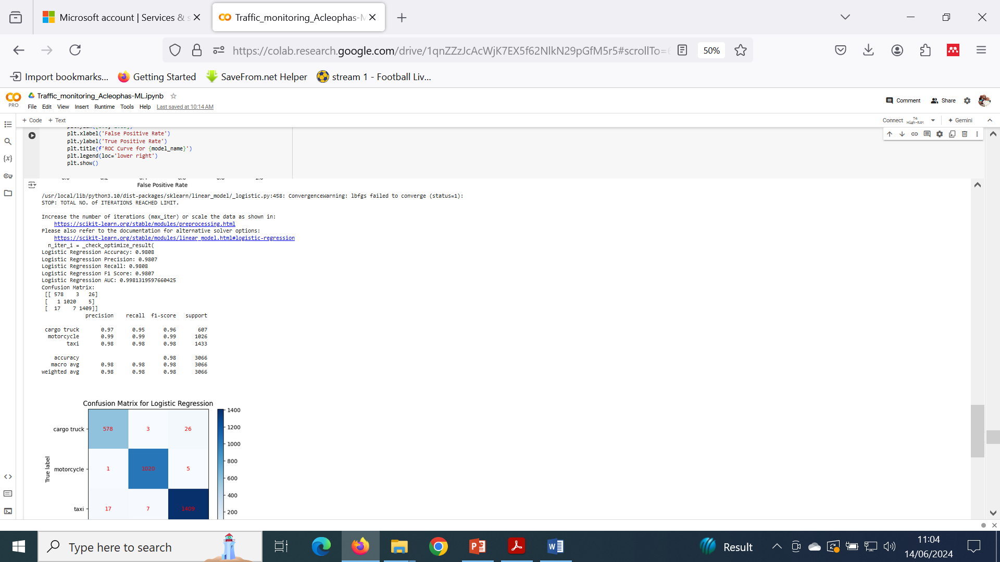 Microsoft account | Services & s
Traffic_monitoring_Acleophas-M
https://colab.research.google.com/drive/1qnZZzJcAcWjK7EX5f62NlkN29pGfM5r5#scrollTo=
50%
Import bookmarks...
Getting Started
SaveFrom.net Helper
stream 1 - Football Liv...
PRO
Traffic_monitoring_Acleophas-ML.ipynb
File Edit View Insert Runtime Tools Help Last saved at 10:14 AM
Comment
Share
+ Code + Text
Connect
T4
High-RAM
Gemini
plt.xlabel('False Positive Rate')
plt.ylabel('True Positive Rate')
plt.title(f'ROC Curve for {model_name}')
plt.legend(loc='lower right')
plt.show()
False Positive Rate
/usr/local/lib/python3.10/dist-packages/sklearn/linear_model/_logistic.py:458: ConvergenceWarning: lbfgs failed to converge (status=1):
STOP: TOTAL NO. of ITERATIONS REACHED LIMIT.
Increase the number of iterations (max_iter) or scale the data as shown in:
https://scikit-learn.org/stable/modules/preprocessing.html
Please also refer to the documentation for alternative solver options:
https://scikit-learn.org/stable/modules/linear_model.html#logistic-regression
n_iter_i = _check_optimize_result(
Logistic Regression Accuracy: 0.9808
Logistic Regression Precision: 0.9807
Logistic Regression Recall: 0.9808
Logistic Regression F1 Score: 0.9807
Logistic Regression AUC: 0.9981319597660425
Confusion Matrix:
[[ 578 3 26]
[ 1 1020 5]
[ 17 7 1409]]
precision recall f1-score support
cargo truck 0.97 0.95 0.96 607
motorcycle 0.99 0.99 0.99 1026
taxi 0.98 0.98 0.98 1433
accuracy 0.98 3066
macro avg 0.98 0.98 0.98 3066
weighted avg 0.98 0.98 0.98 3066
Confusion Matrix for Logistic Regression
1400
cargo truck 578 3 26
1200
1000
800
True label
motorcycle 1 1020 5
600
400
taxi 17 7 1409
200
Type here to search
Result
11:04
14/06/2024